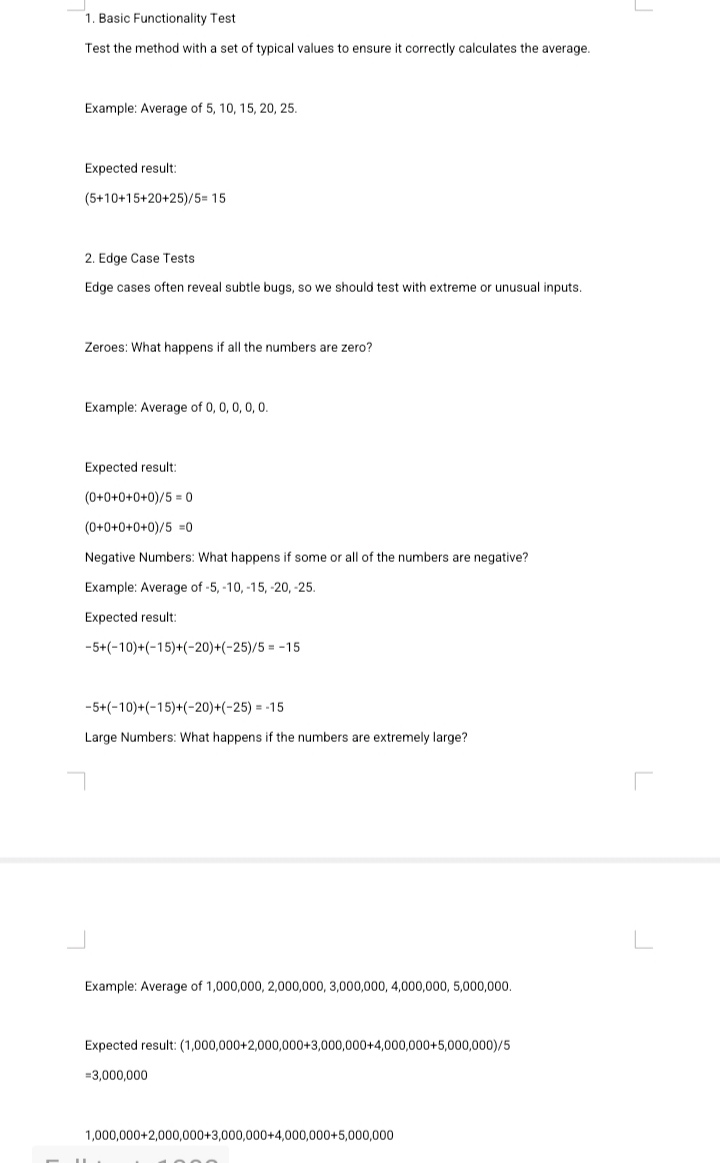 1. Basic Functionality Test
Test the method with a set of typical values to ensure it correctly calculates the average.
Example: Average of 5, 10, 15, 20, 25.
Expected result:
(5+10+15+20+25)/5= 15
2. Edge Case Tests
Edge cases often reveal subtle bugs, so we should test with extreme or unusual inputs.
Zeroes: What happens if all the numbers are zero?
Example: Average of 0, 0, 0, 0, 0.
Expected result:
(0+0+0+0+0)/5 = 0
(0+0+0+0+0)/5  =0
Negative Numbers: What happens if some or all of the numbers are negative?
Example: Average of -5, -10, -15, -20, -25.
Expected result:
−5+(−10)+(−15)+(−20)+(−25)/5 = −15
−5+(−10)+(−15)+(−20)+(−25) = -15
Large Numbers: What happens if the numbers are extremely large?
Example: Average of 1,000,000, 2,000,000, 3,000,000, 4,000,000, 5,000,000.
Expected result: (1,000,000+2,000,000+3,000,000+4,000,000+5,000,000)/5
=3,000,000
1,000,000+2,000,000+3,000,000+4,000,000+5,000,000